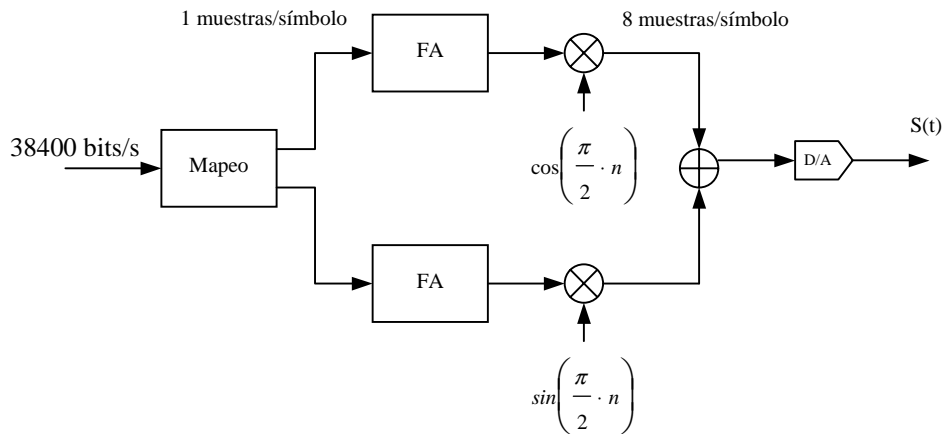 1 muestras/símbolo
8 muestras/símbolo
FA
38400 bits/s
Mapeo
cos(π/2 · n)
S(t)
D/A
FA
sin(π/2 · n)